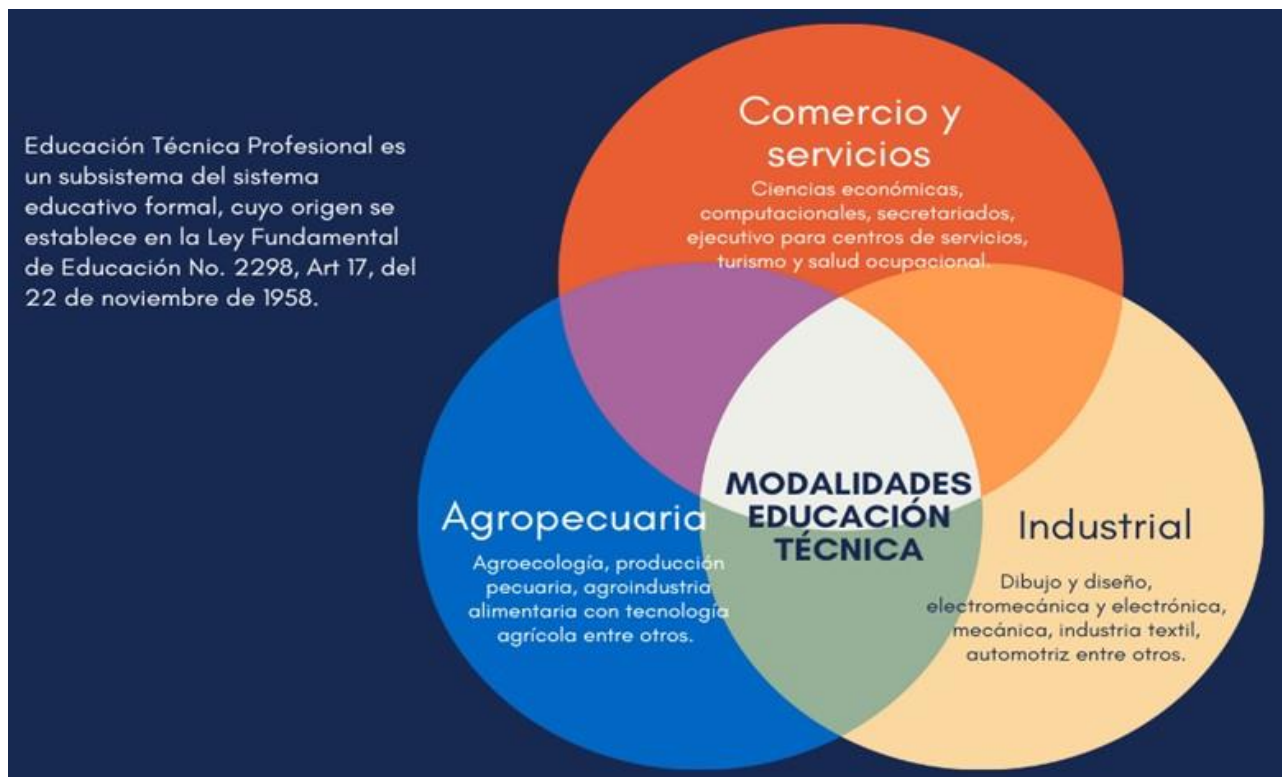 Educación Técnica Profesional es
un subsistema del sistema
educativo formal, cuyo origen se
establece en la Ley Fundamental
de Educación No. 2298, Art 17, del
22 de noviembre de 1958.
Comercio y
servicios
Ciencias económicas,
computacionales, secretariados,
ejecutivo para centros de servicios,
turismo y salud ocupacional.
MODALIDADES
EDUCACIÓN
TÉCNICA
Agropecuaria
Agroecología, producción
pecuaria, agroindustria
alimentaria con tecnología
agrícola entre otros.
Industrial
Dibujo y diseño,
electromecánica y electrónica,
mecánica, industria textil,
automotriz entre otros.